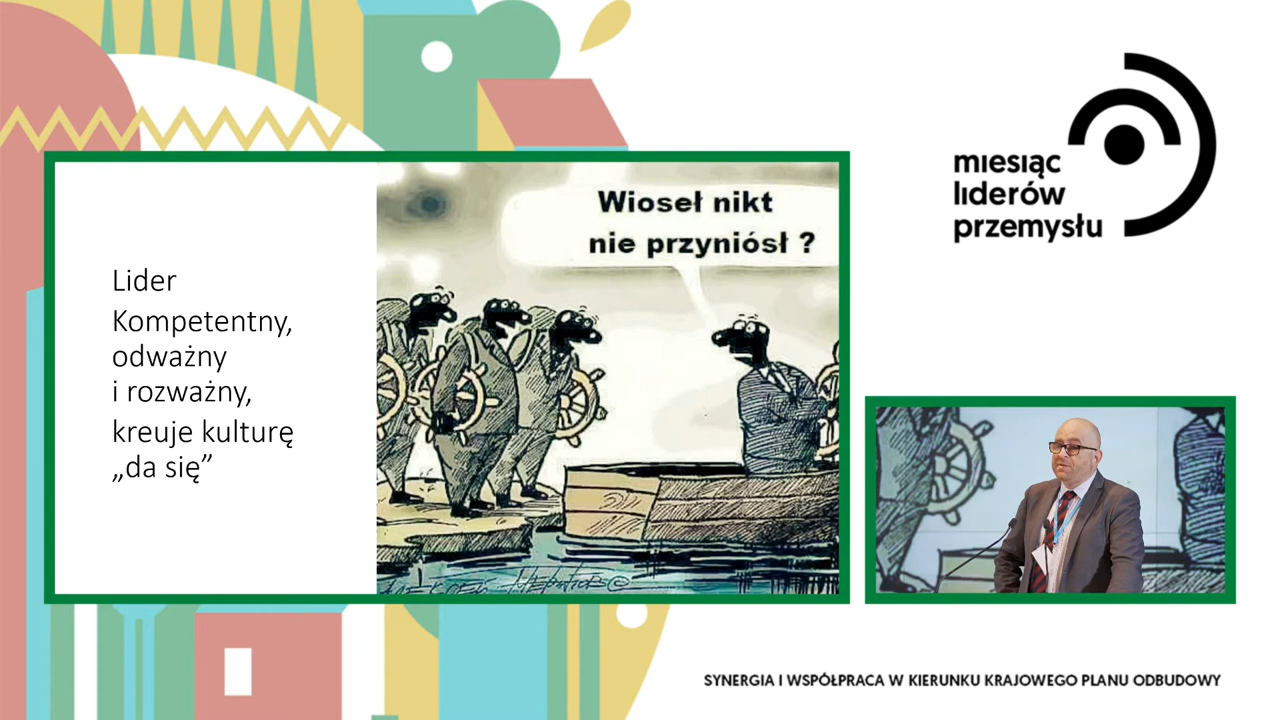 miesiąc
liderów
przemysłu
Wioseł nikt
nie przyniósł ?
Lider
Kompetentny,
odważny
i rozważny,
kreuje kulturę
„da się”
SYNERGIA I WSPÓŁPRACA W KIERUNKU KRAJOWEGO PLANU ODBUDOWY